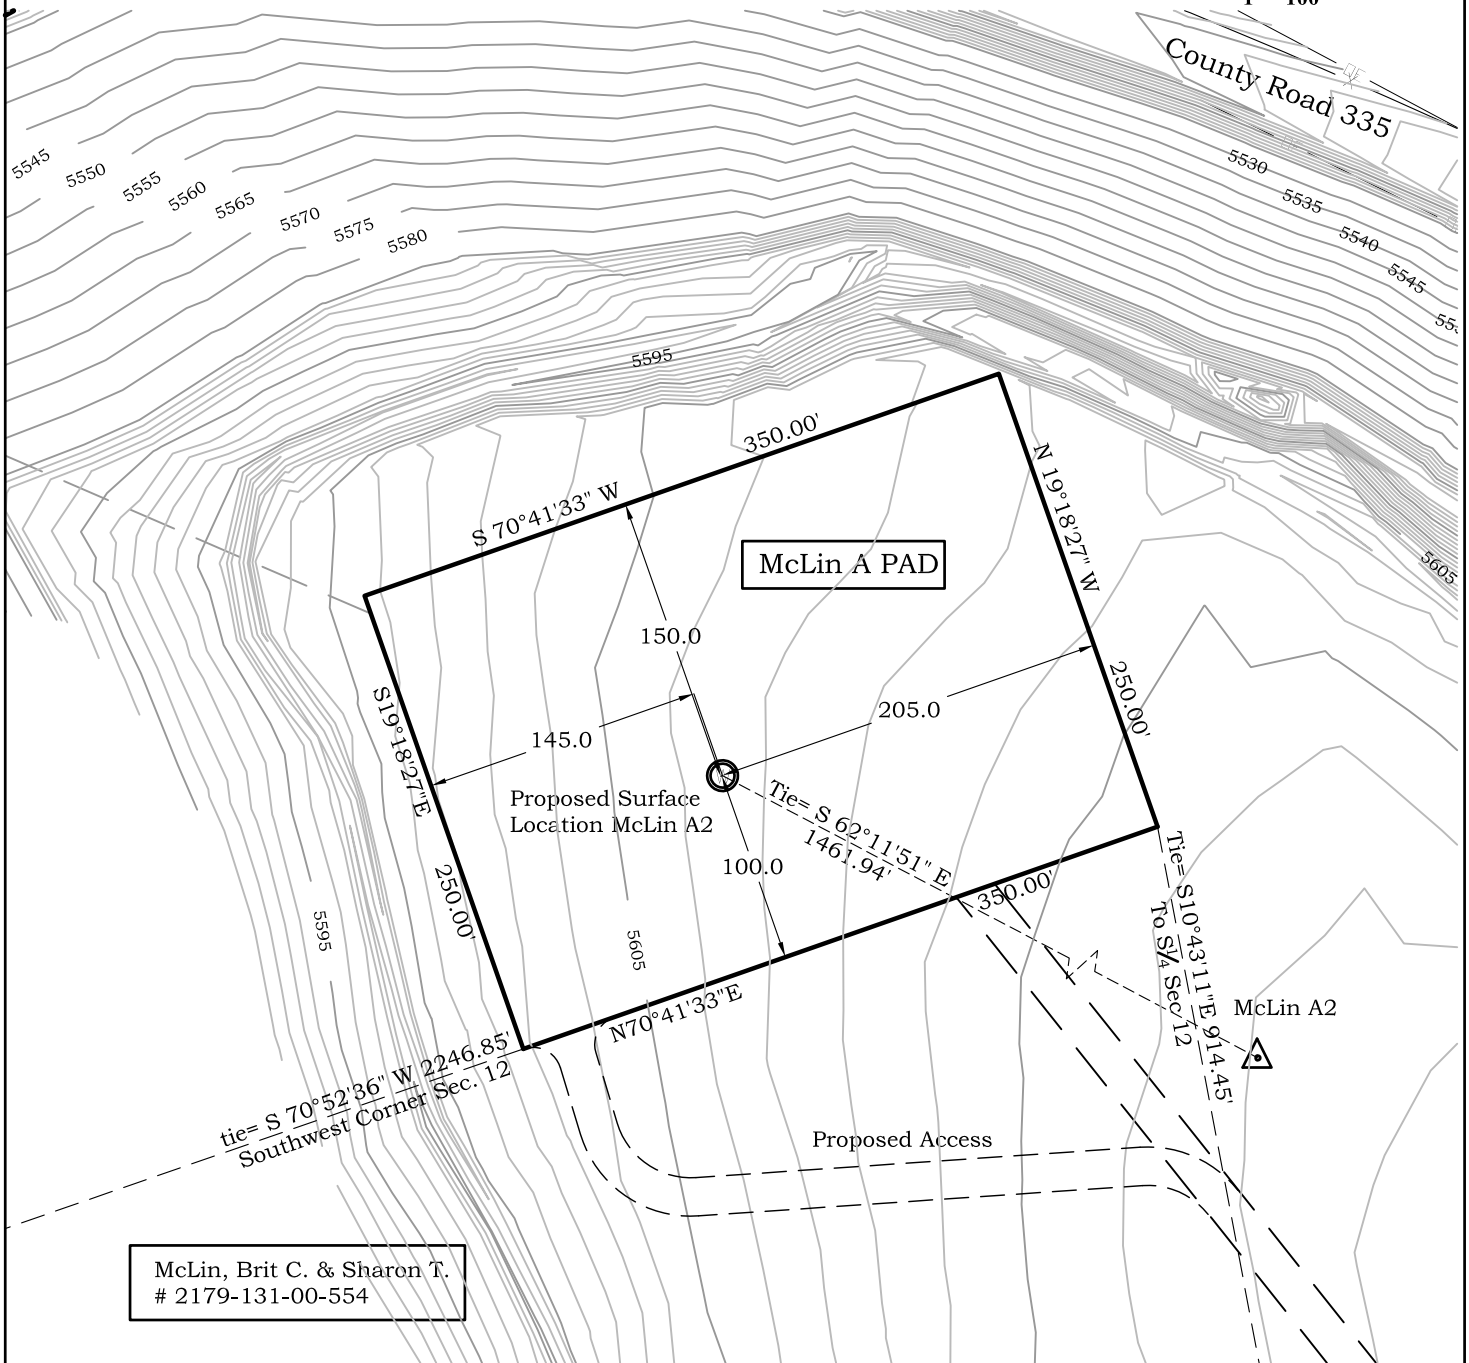 County Road 335
5545
5550
5555
5560
5565
5570
5575
5580
5530
5535
5540
5545
5595
350.00'
S 70°41'33" W
N 19°18'27" W
250.00'
McLin A PAD
5605
150.0
145.0
205.0
S19°18'27"E
250.00'
Proposed Surface
Location McLin A2
100.0
Tie= S 62°11'51" E
1461.94'
350.00'
5595
5605
N70°41'33"E
Tie= S10°43'11"E 914.45'
To S¼ Sec 12
McLin A2
tie= S 70°52'36" W 2246.85'
Southwest Corner Sec. 12
Proposed Access
McLin, Brit C. & Sharon T.
# 2179-131-00-554